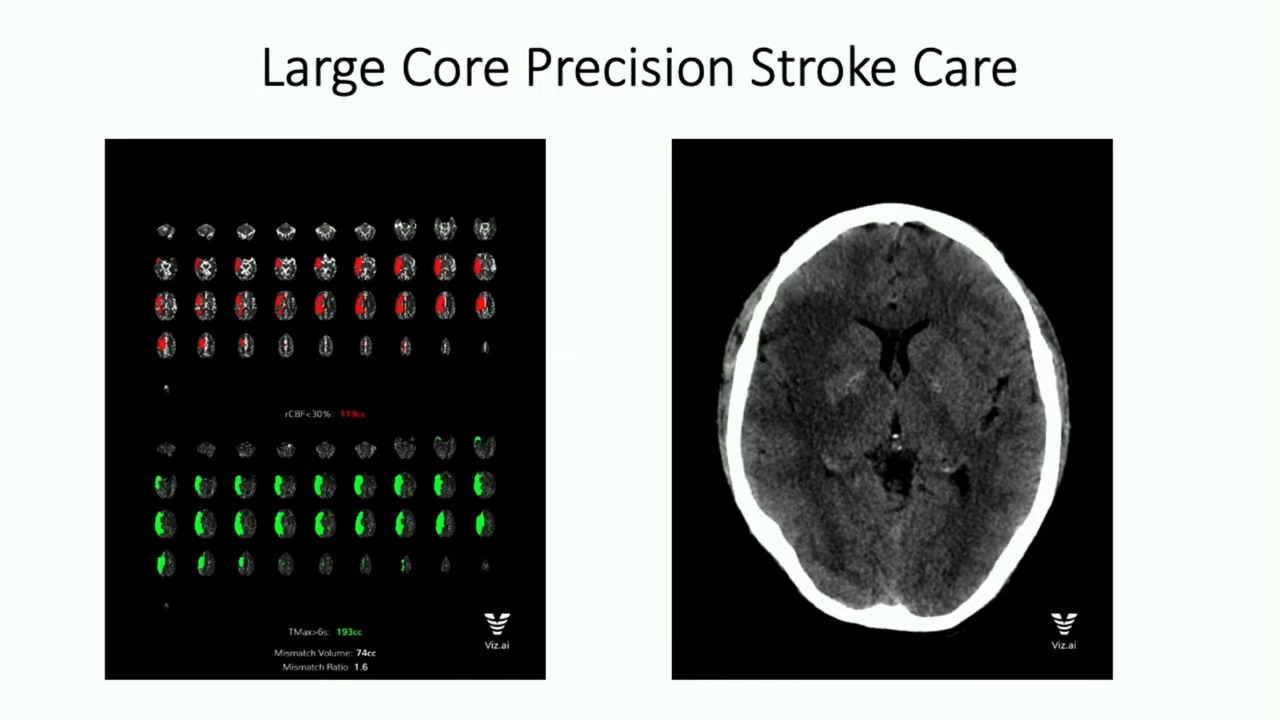 Large Core Precision Stroke Care
rCBF<30%: 119cc
TMax>6s: 193cc
Mismatch Volume: 74cc
Mismatch Ratio: 1.6
Viz.ai
Viz.ai